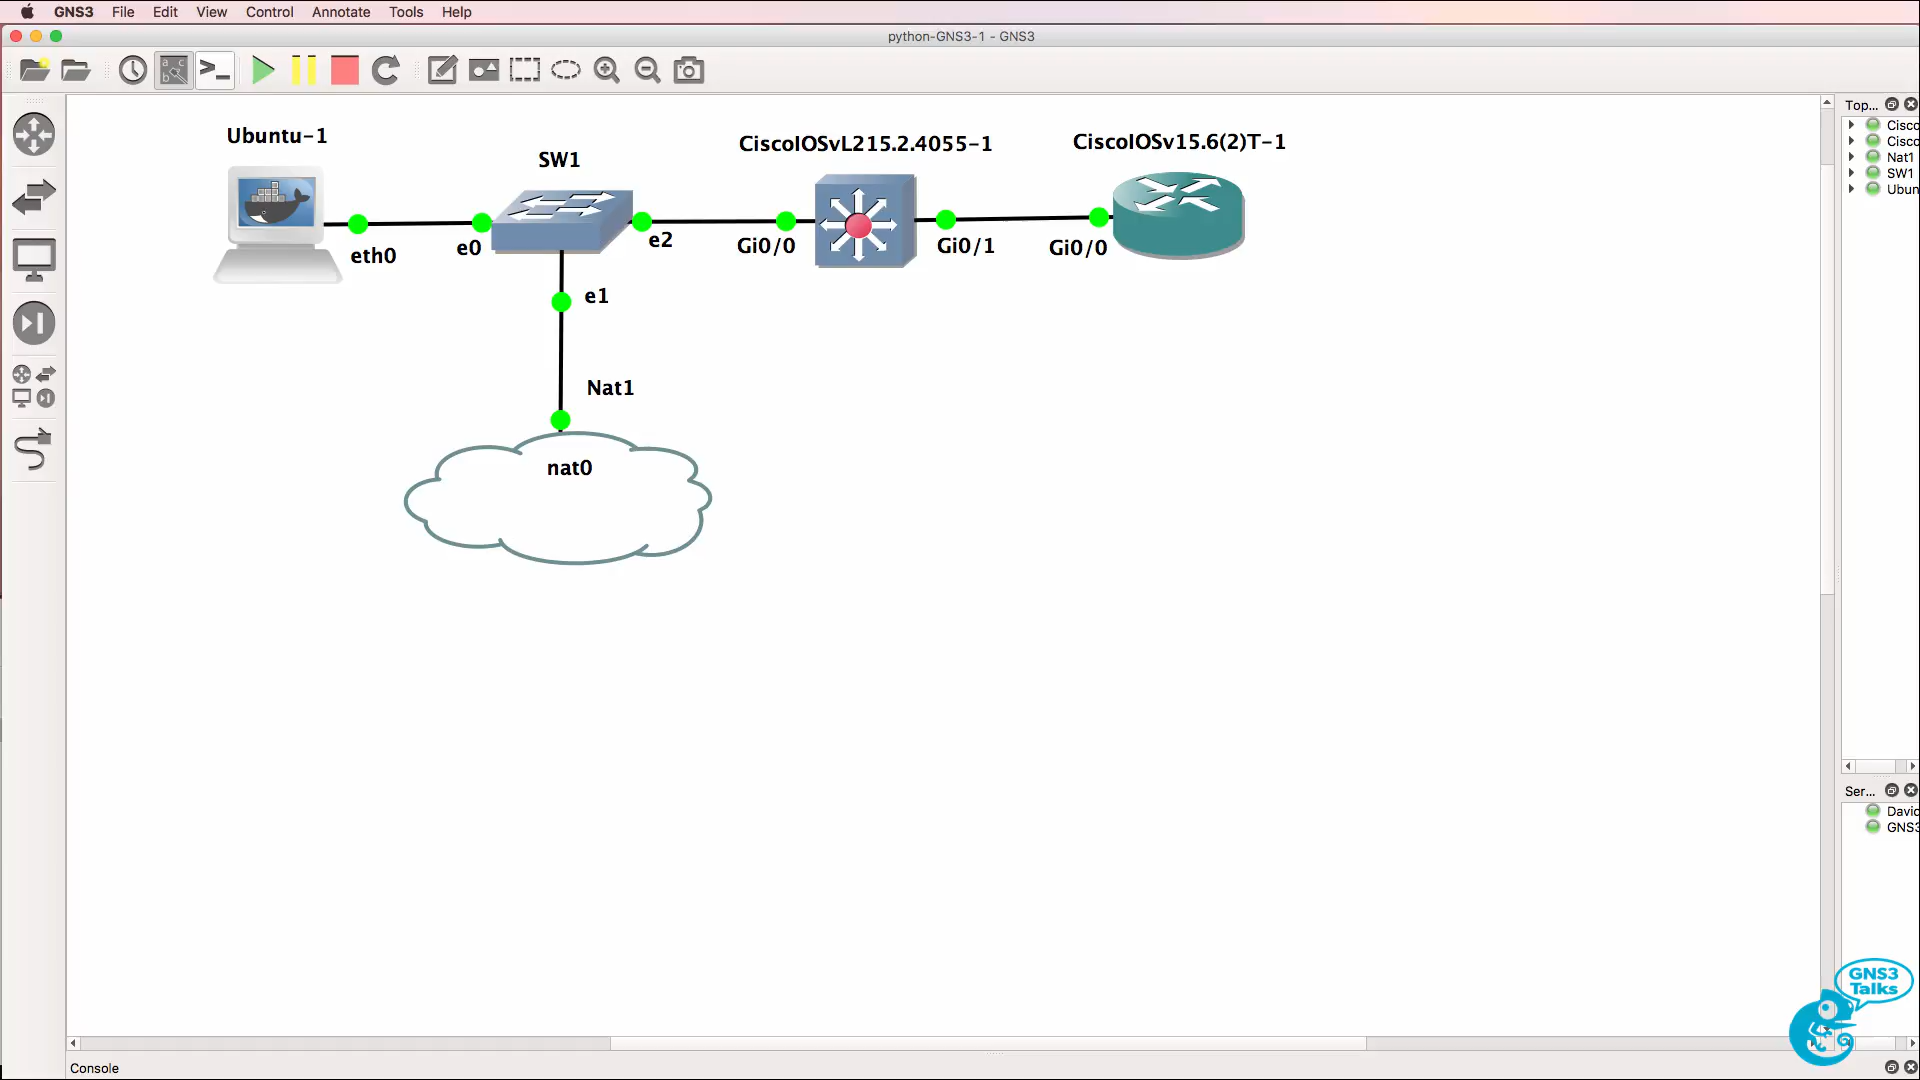 GNS3 File Edit View Control Annotate Tools Help
python-GNS3-1 - GNS3
Top...
Cisco
Cisco
Nat1
SW1
Ubun
Ubuntu-1
SW1
CiscoIOSvL215.2.4055-1
CiscoIOSv15.6(2)T-1
eth0
e0
e2
Gi0/0
Gi0/1
Gi0/0
e1
Nat1
nat0
Ser...
David
GNS3
GNS3
Talks
Console